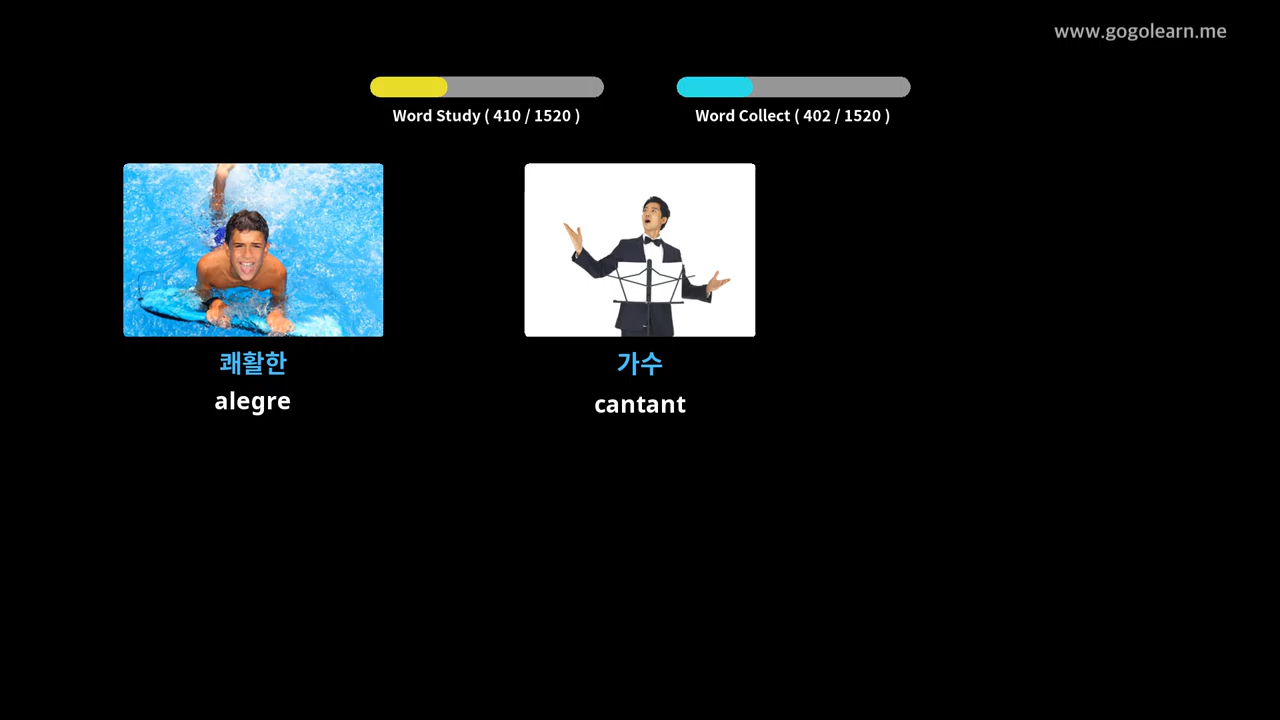 www.gogolearn.me
Word Study ( 410 / 1520 )
Word Collect ( 402 / 1520 )
쾌활한
alegre
가수
cantant